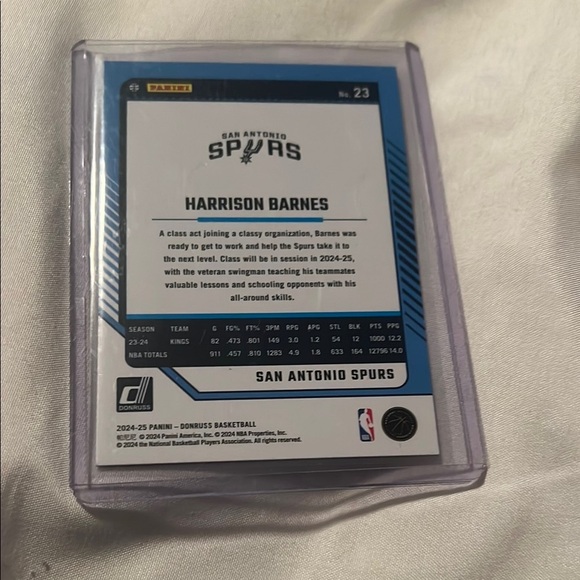 PANINI
No. 23
SAN ANTONIO
SPURS
HARRISON BARNES
A class act joining a classy organization, Barnes was
ready to get to work and help the Spurs take it to
the next level. Class will be in session in 2024-25,
with the veteran swingman teaching his teammates
valuable lessons and schooling opponents with his
all-around skills.
SEASON TEAM G FG% FT% 3PM RPG APG STL BLK PTS PPG
23-24 KINGS 82 .473 .801 149 3.0 1.2 54 12 1000 12.2
NBA TOTALS 911 .457 .810 1283 4.9 1.8 633 164 12796 14.0
SAN ANTONIO SPURS
DONRUSS
2024-25 PANINI – DONRUSS BASKETBALL
帕尼尼 © 2024 Panini America, Inc. © 2024 NBA Properties, Inc.
© 2024 the National Basketball Players Association. All rights reserved.